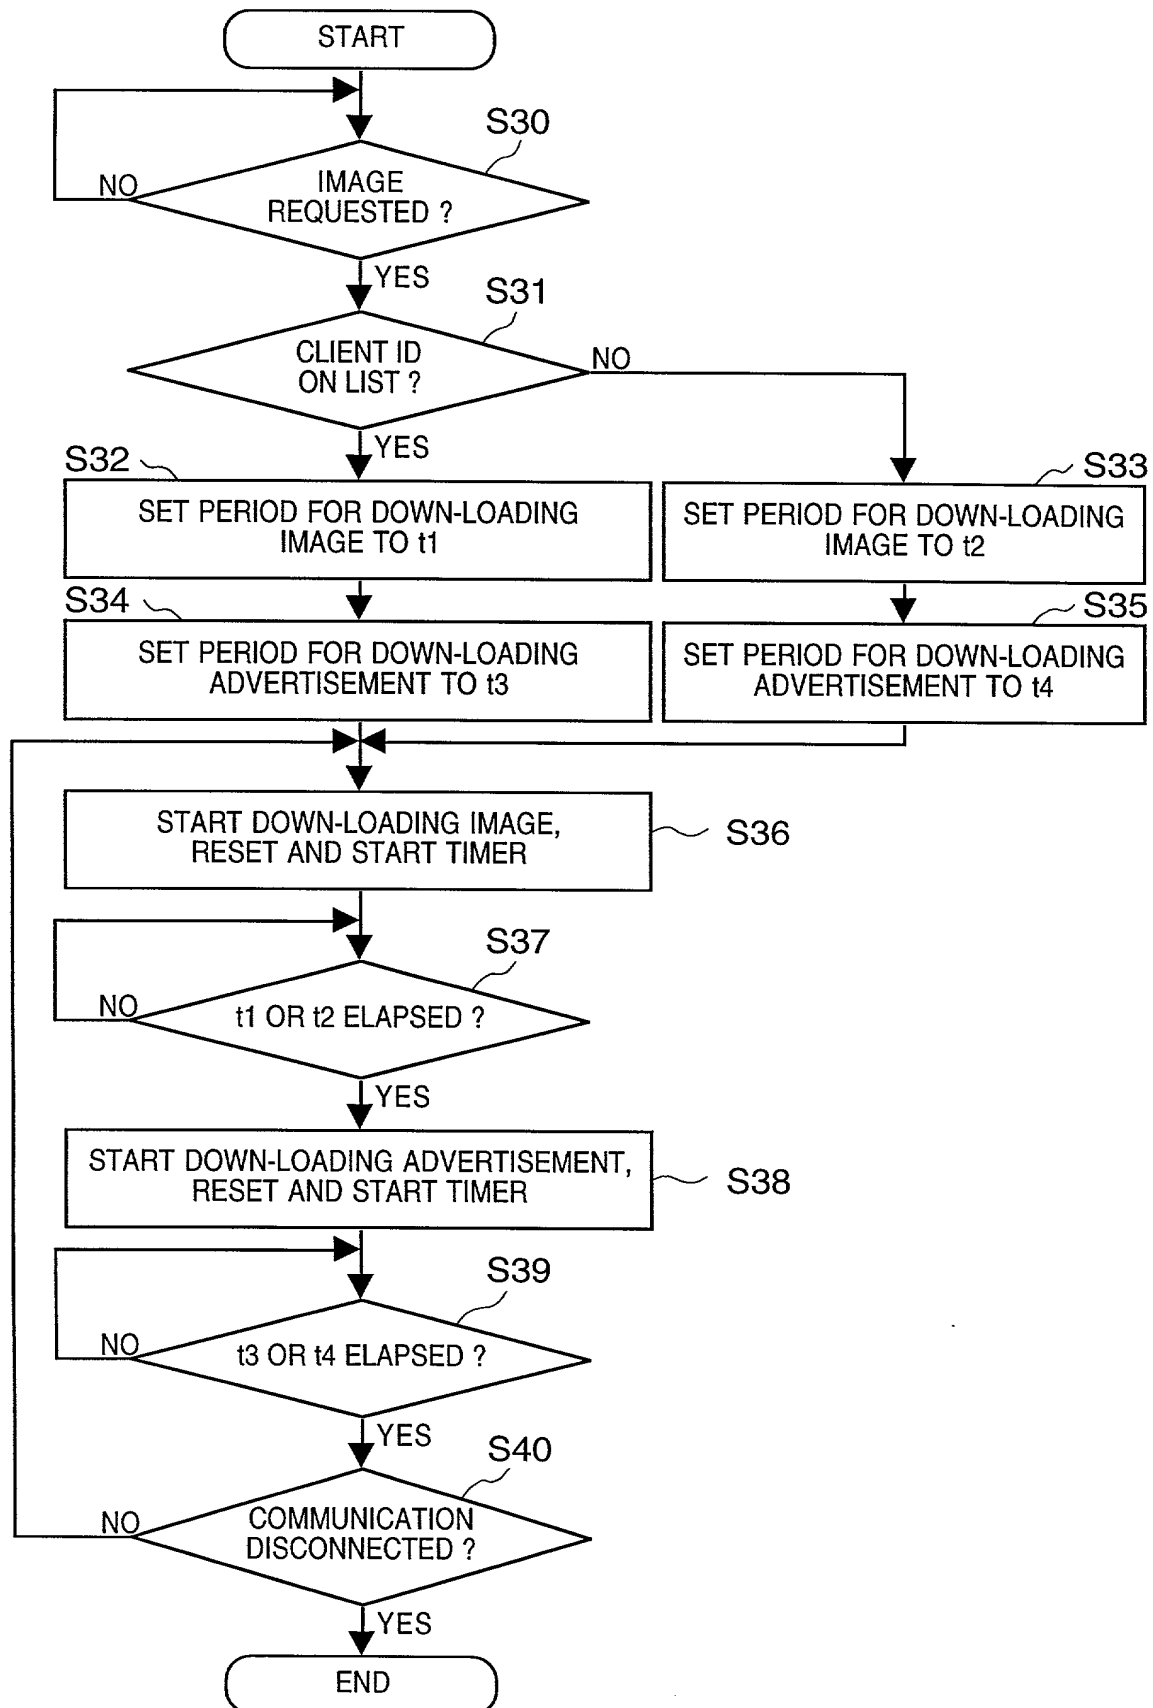 START
S30
NO
IMAGE
REQUESTED ?
YES
S31
CLIENT ID
ON LIST ?
NO
YES
S32
S33
SET PERIOD FOR DOWN-LOADING
IMAGE TO t1
SET PERIOD FOR DOWN-LOADING
IMAGE TO t2
S34
S35
SET PERIOD FOR DOWN-LOADING
ADVERTISEMENT TO t3
SET PERIOD FOR DOWN-LOADING
ADVERTISEMENT TO t4
START DOWN-LOADING IMAGE,
RESET AND START TIMER
S36
S37
NO
t1 OR t2 ELAPSED ?
YES
START DOWN-LOADING ADVERTISEMENT,
RESET AND START TIMER
S38
S39
NO
t3 OR t4 ELAPSED ?
YES
S40
NO
COMMUNICATION
DISCONNECTED ?
YES
END